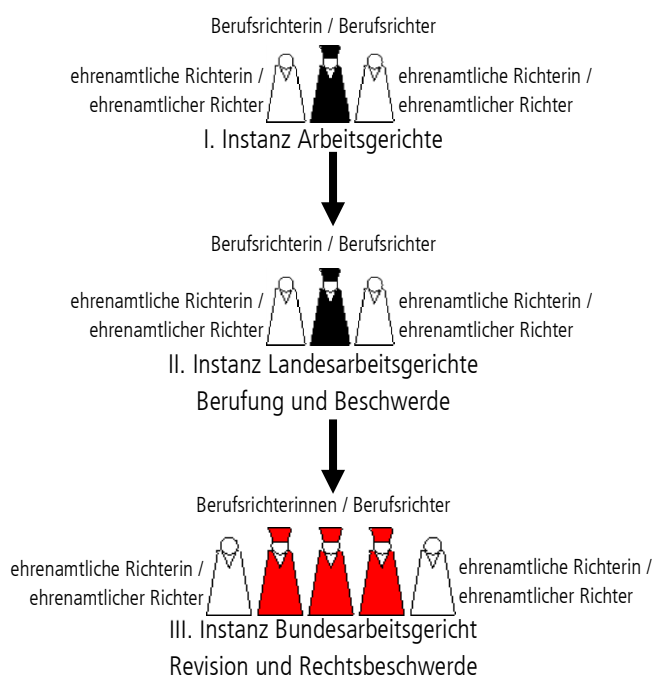 Berufsrichterin / Berufsrichter
ehrenamtliche Richterin /
ehrenamtlicher Richter
ehrenamtliche Richterin /
ehrenamtlicher Richter
I. Instanz Arbeitsgerichte
Berufsrichterin / Berufsrichter
ehrenamtliche Richterin /
ehrenamtlicher Richter
ehrenamtliche Richterin /
ehrenamtlicher Richter
II. Instanz Landesarbeitsgerichte
Berufung und Beschwerde
Berufsrichterinnen / Berufsrichter
ehrenamtliche Richterin /
ehrenamtlicher Richter
ehrenamtliche Richterin /
ehrenamtlicher Richter
III. Instanz Bundesarbeitsgericht
Revision und Rechtsbeschwerde